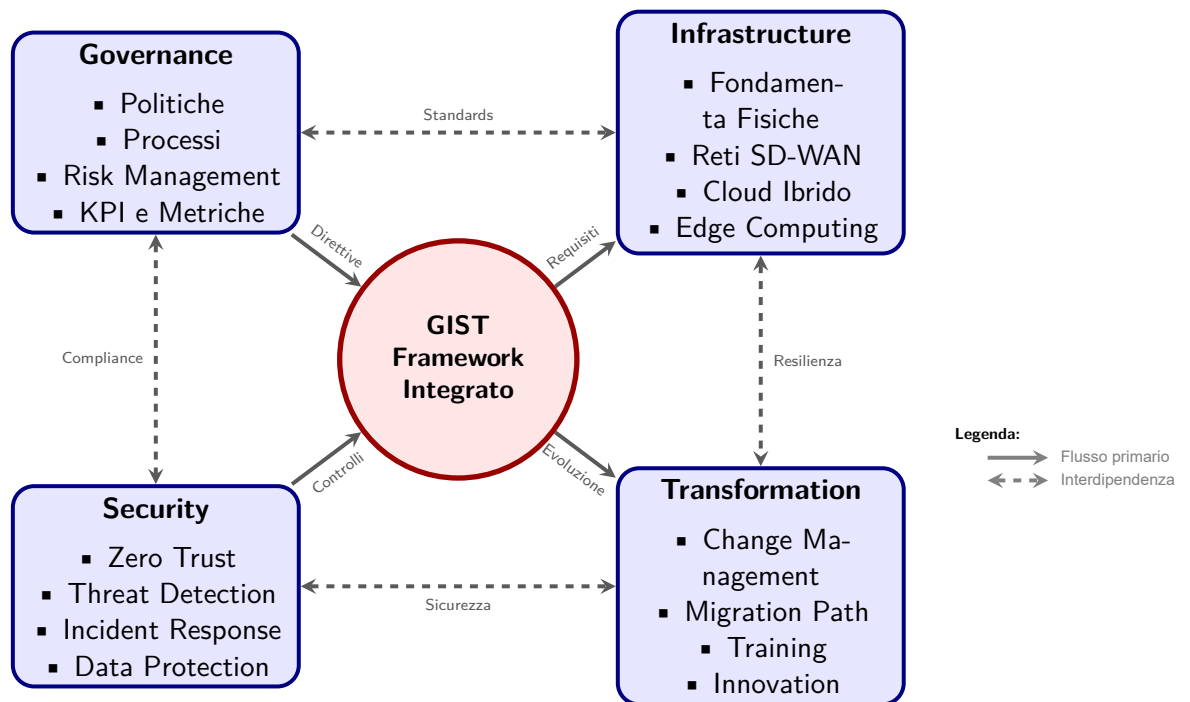 Governance
▪ Politiche
▪ Processi
▪ Risk Management
▪ KPI e Metriche
Standards
Infrastructure
▪ Fondamen-
ta Fisiche
▪ Reti SD-WAN
▪ Cloud Ibrido
▪ Edge Computing
Direttive
Requisiti
GIST
Framework
Integrato
Compliance
Resilienza
Controlli
Evoluzione
Legenda:
Flusso primario
Interdipendenza
Security
▪ Zero Trust
▪ Threat Detection
▪ Incident Response
▪ Data Protection
Sicurezza
Transformation
▪ Change Ma-
nagement
▪ Migration Path
▪ Training
▪ Innovation